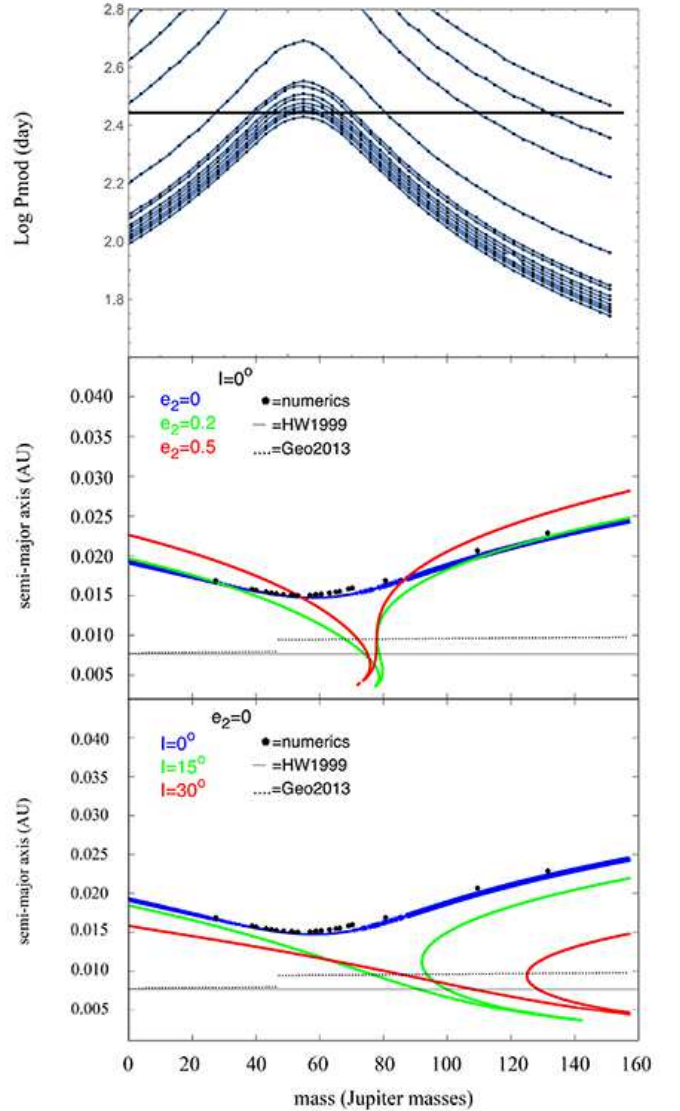 2.8
2.6
2.4
2.2
2.0
1.8
Log Pmod (day)
I=0°
e2=0
e2=0.2
e2=0.5
=numerics
=HW1999
=Geo2013
0.040
0.030
0.025
0.020
0.015
0.010
0.005
semi-major axis (AU)
e2=0
I=0°
I=15°
I=30°
=numerics
=HW1999
=Geo2013
0.040
0.030
0.025
0.020
0.015
0.010
0.005
semi-major axis (AU)
0 20 40 60 80 100 120 140 160
mass (Jupiter masses)